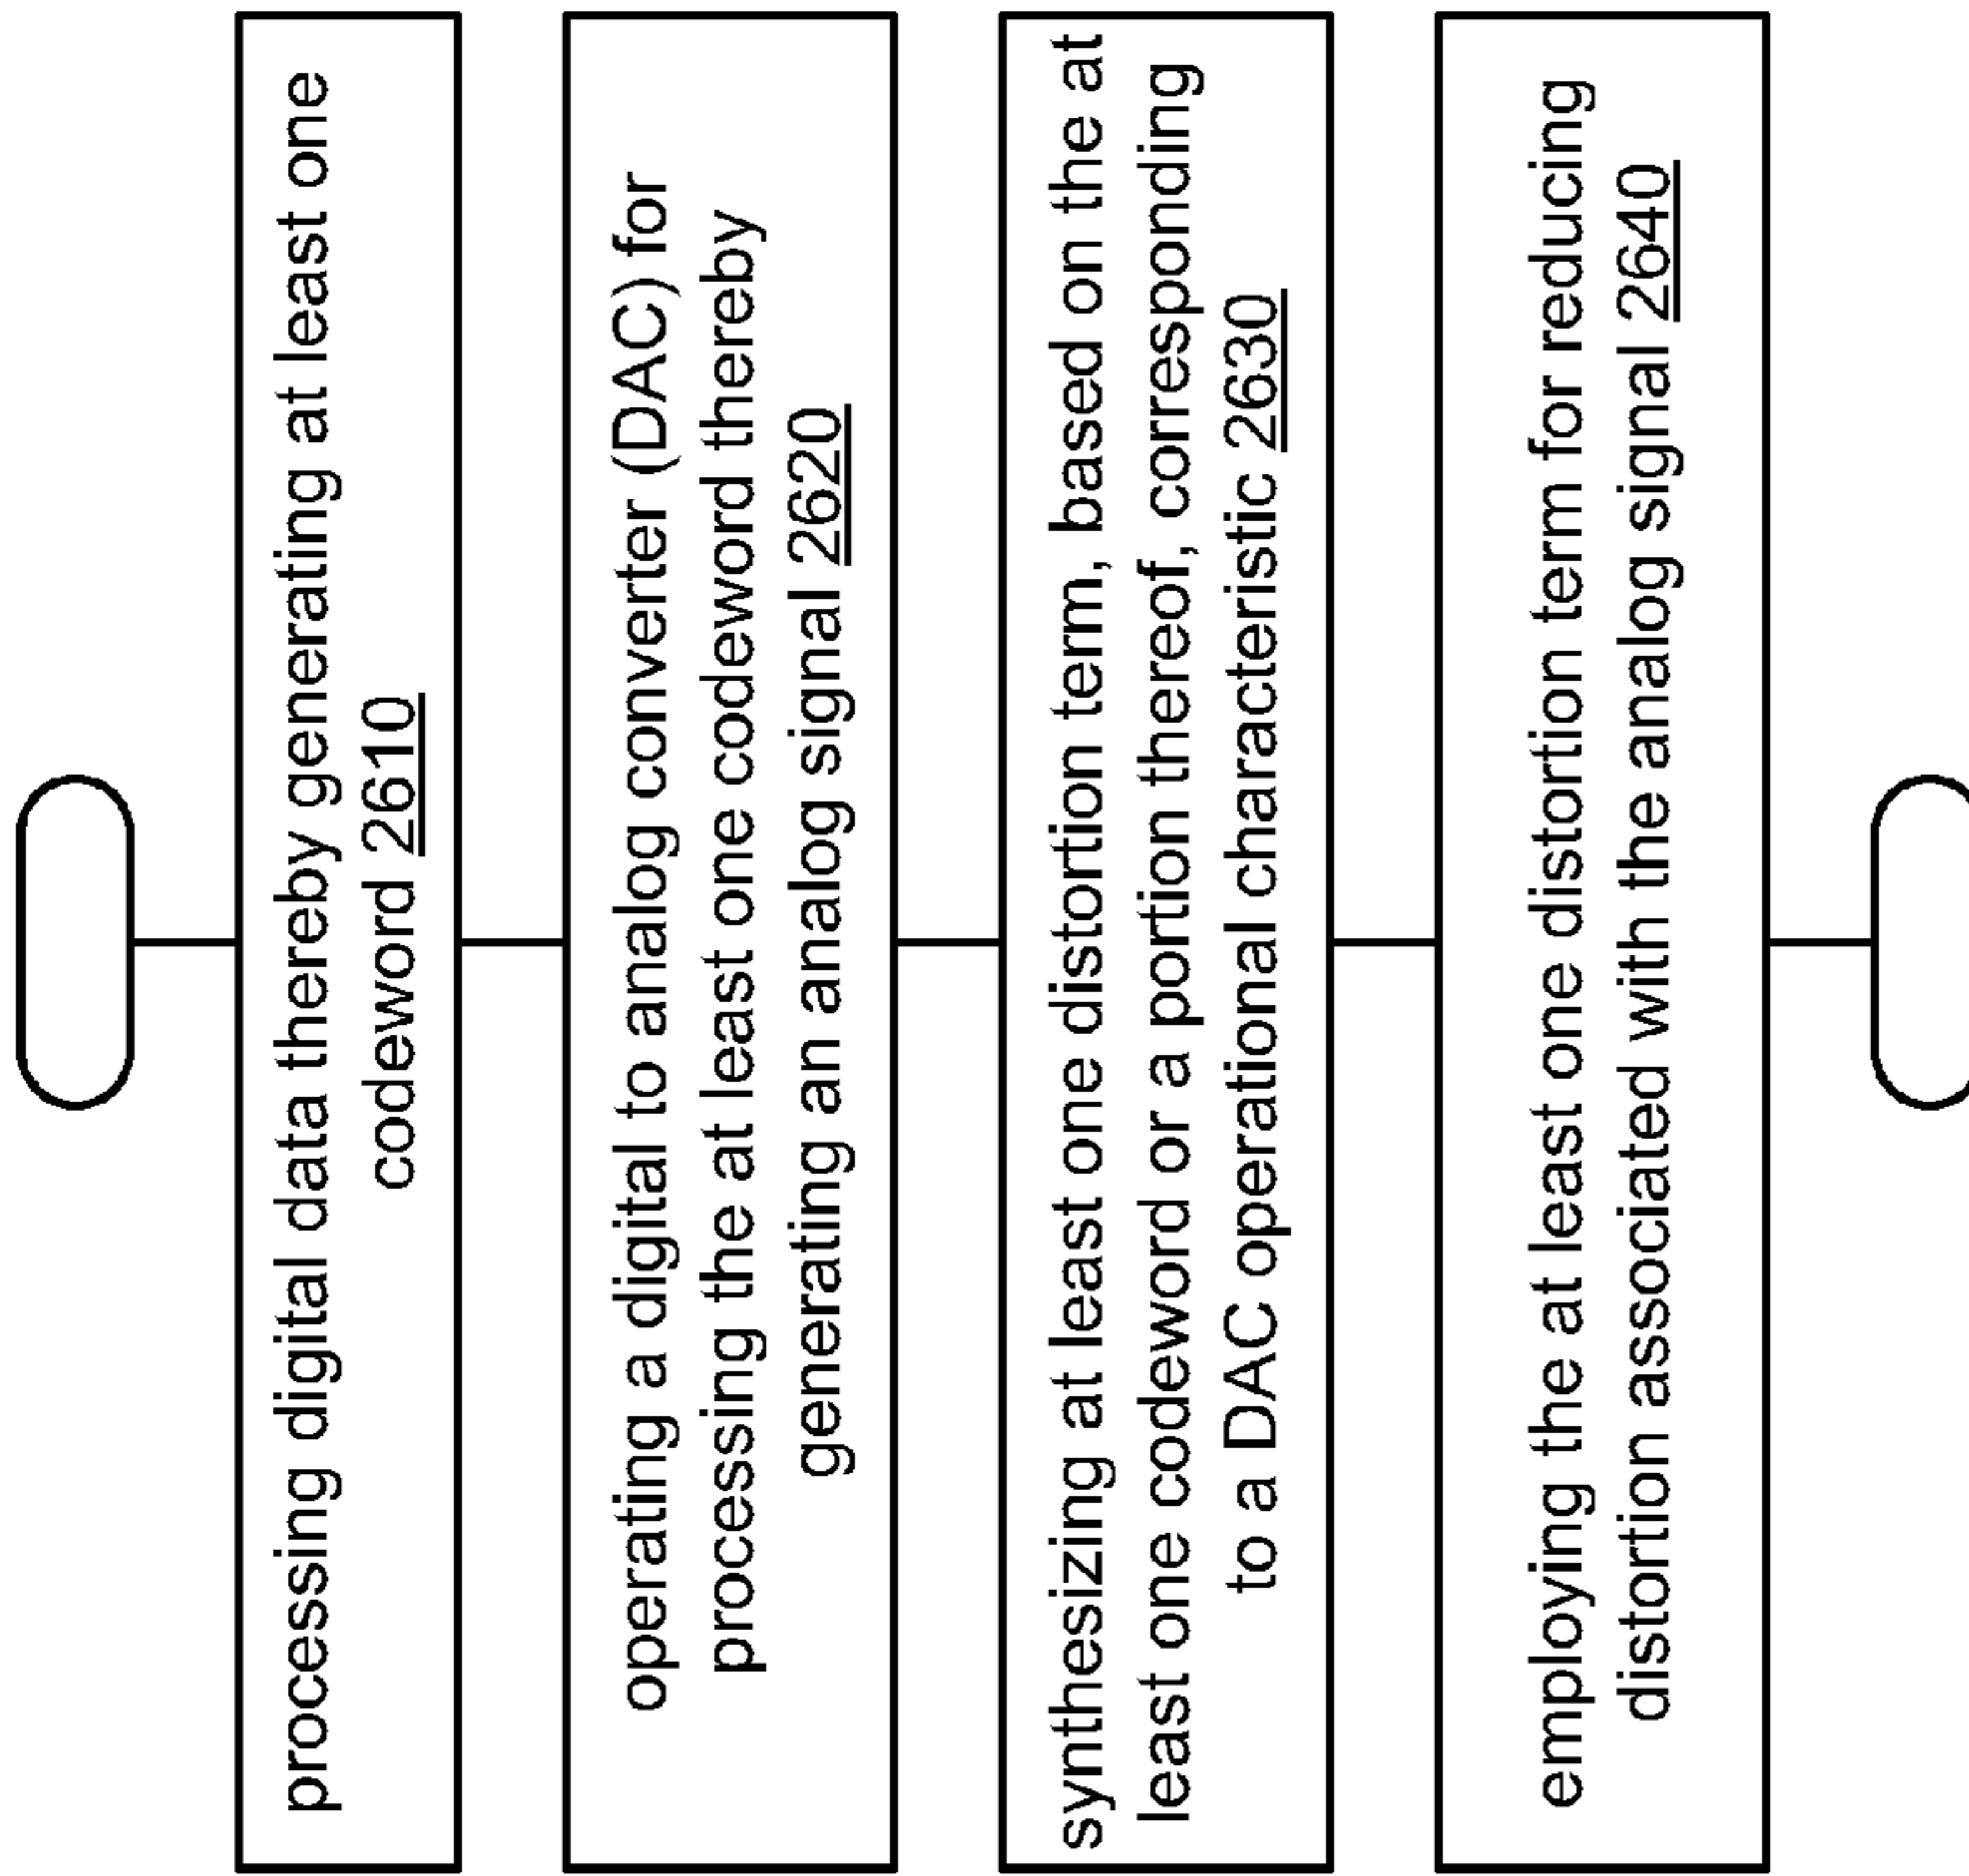 processing digital data thereby generating at least one
codeword 2610
operating a digital to analog converter (DAC) for
processing the at least one codeword thereby
generating an analog signal 2620
synthesizing at least one distortion term, based on the at
least one codeword or a portion thereof, corresponding
to a DAC operational characteristic 2630
employing the at least one distortion term for reducing
distortion associated with the analog signal 2640